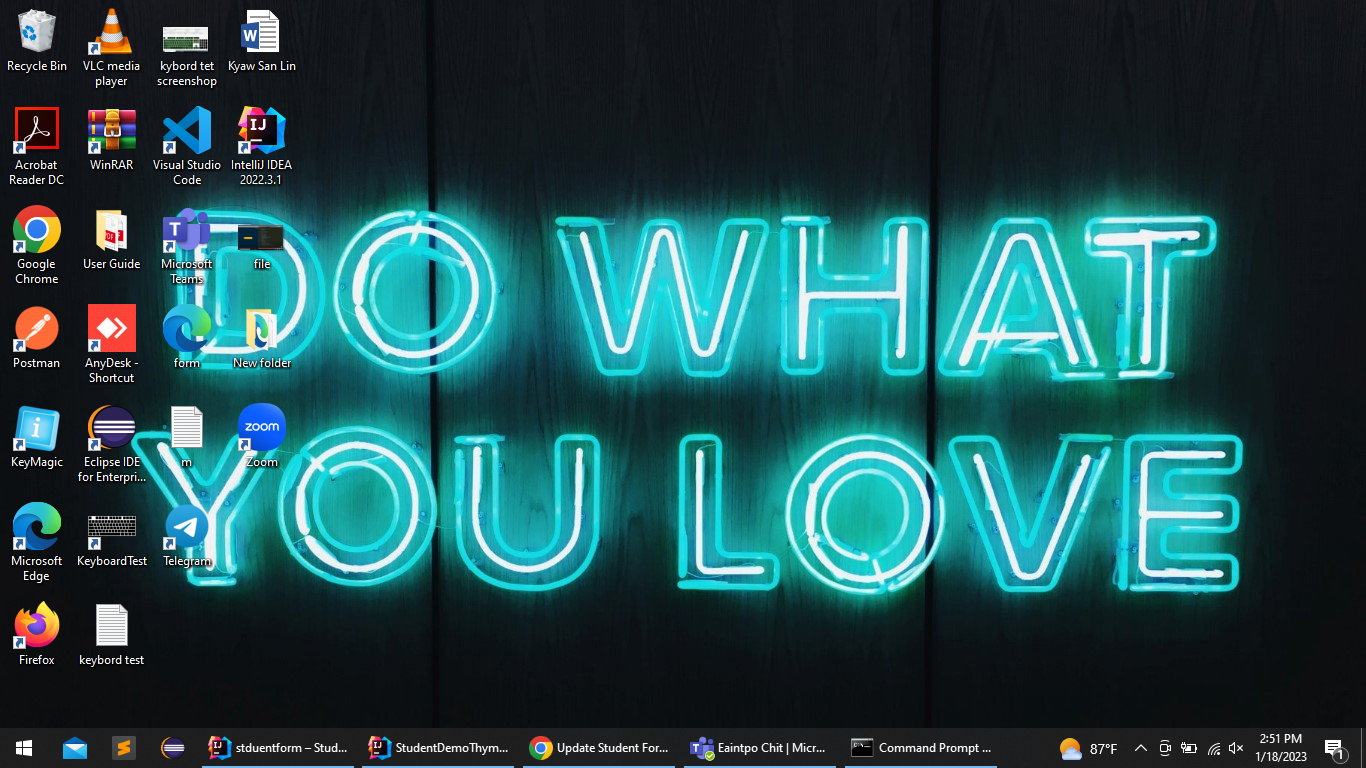 Recycle Bin
VLC media
player
kybord tet
screenshop
Kyaw San Lin
Acrobat
Reader DC
WinRAR
Visual Studio
Code
IJ
IntelliJ IDEA
2022.3.1
Google
Chrome
User Guide
Microsoft
Teams
file
Postman
AnyDesk -
Shortcut
form
New folder
KeyMagic
Eclipse IDE
for Enterpri...
m
zoom
Zoom
Microsoft
Edge
KeyboardTest
Telegram
Firefox
keybord test
DO WHAT
YOU LOVE
stduentform – Stud...
StudentDemoThym...
Update Student For...
Eaintpo Chit | Micr...
Command Prompt ...
87°F
2:51 PM
1/18/2023
1